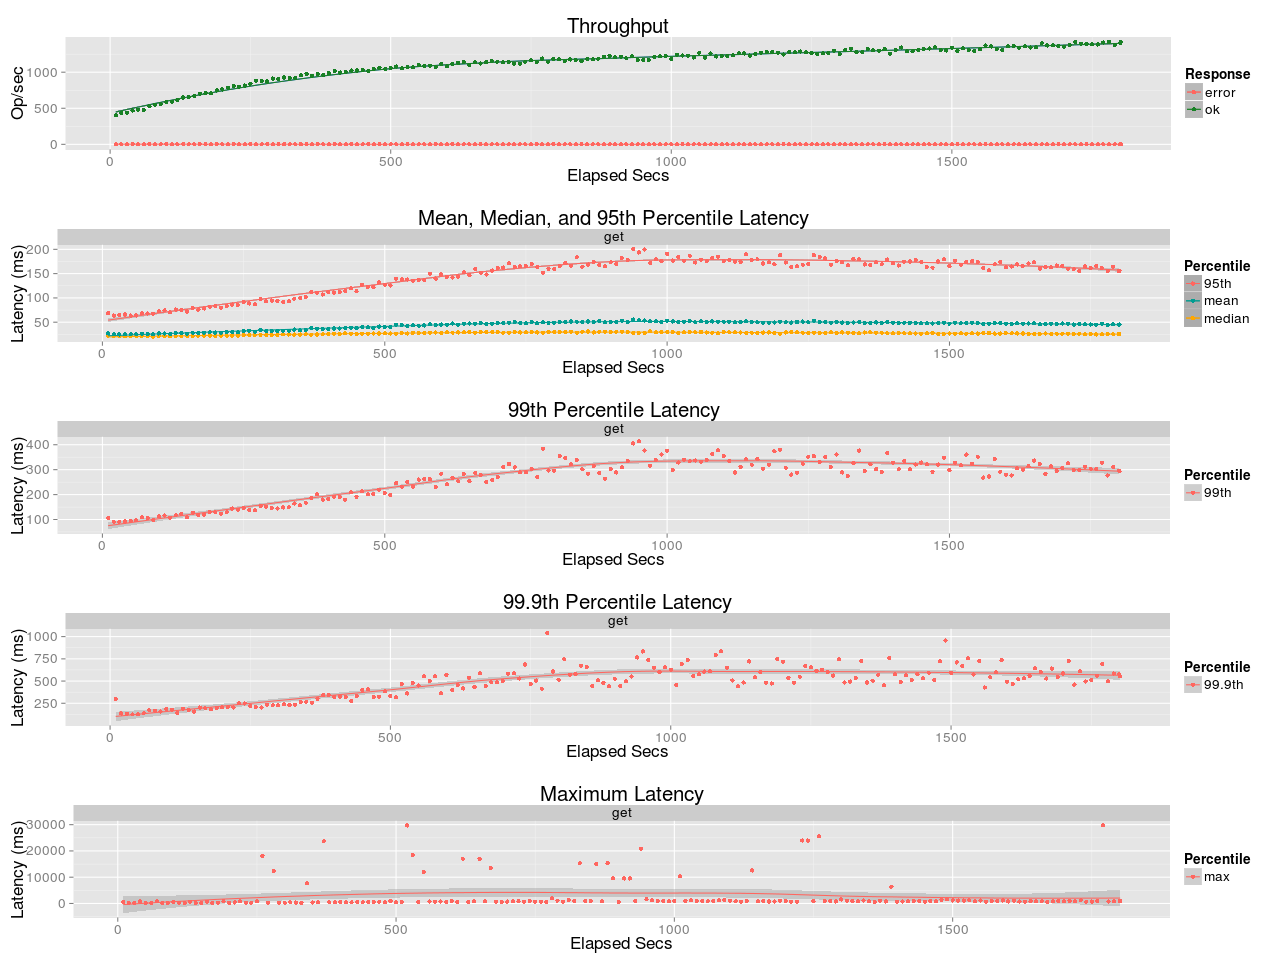 Throughput
Op/sec
1000
500
0
0 500 1000 1500
Elapsed Secs
Response
error
ok
Mean, Median, and 95th Percentile Latency
get
Latency (ms)
200
150
100
50
0 500 1000 1500
Elapsed Secs
Percentile
95th
mean
median
99th Percentile Latency
get
Latency (ms)
400
300
200
100
0 500 1000 1500
Elapsed Secs
Percentile
99th
99.9th Percentile Latency
get
Latency (ms)
1000
750
500
250
0 500 1000 1500
Elapsed Secs
Percentile
99.9th
Maximum Latency
get
Latency (ms)
30000
20000
10000
0
0 500 1000 1500
Elapsed Secs
Percentile
max